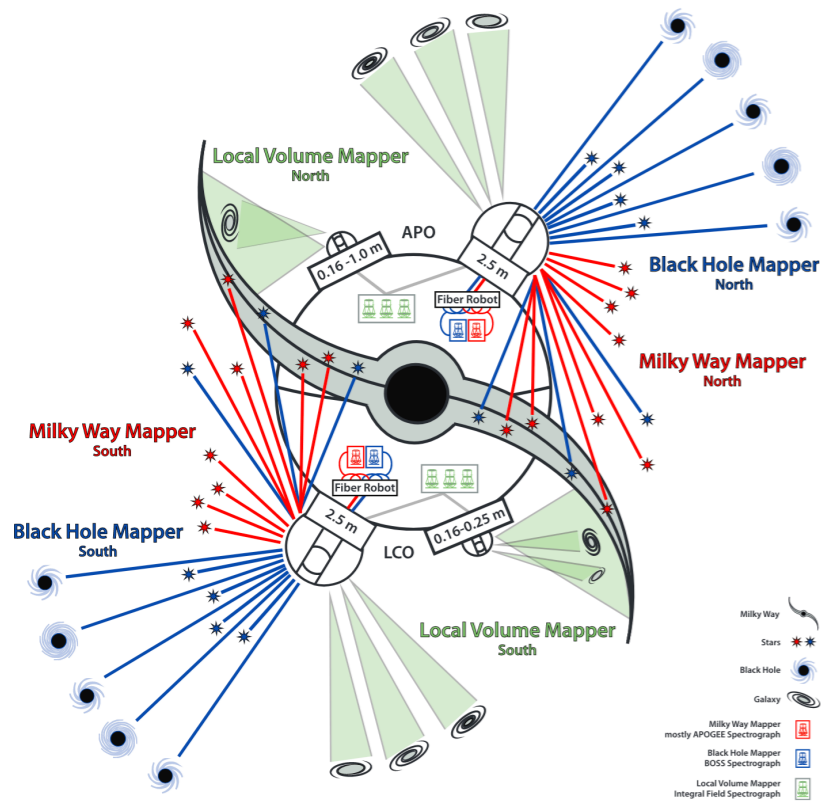 Local Volume Mapper
North
APO
0.16 -1.0 m
2.5 m
Fiber Robot
Black Hole Mapper
North
Milky Way Mapper
North
Milky Way Mapper
South
Black Hole Mapper
South
Fiber Robot
2.5 m
LCO
0.16-0.25 m
Local Volume Mapper
South
Milky Way
Stars
Black Hole
Galaxy
Milky Way Mapper
mostly APOGEE Spectrograph
Black Hole Mapper
BOSS Spectrograph
Local Volume Mapper
Integral Field Spectrograph